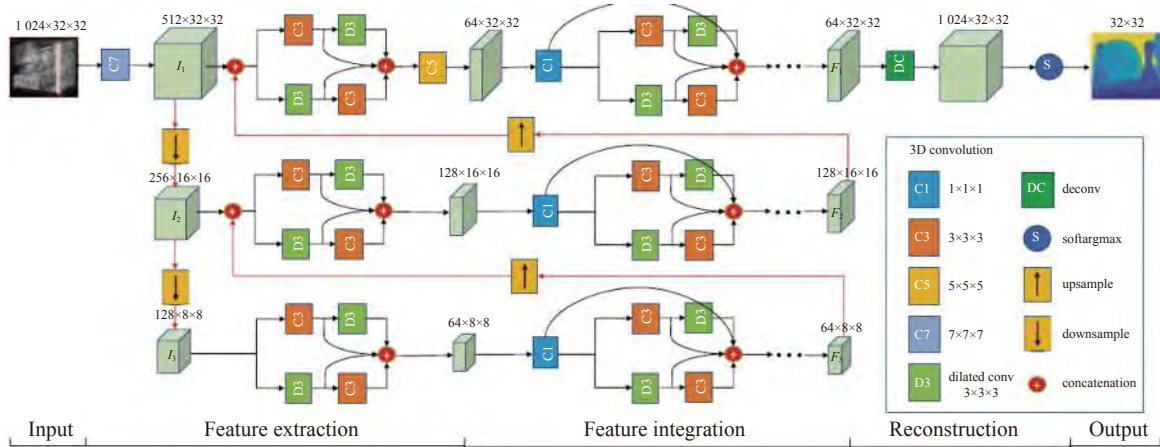 1 024×32×32
512×32×32
64×32×32
64×32×32
1 024×32×32
32×32
C7
I1
C3
D3
D3
C3
C5
C1
C3
D3
D3
C3
F1
DC
S
256×16×16
I2
C3
D3
D3
C3
128×16×16
C1
C3
D3
D3
C3
128×16×16
F2
128×8×8
I3
C3
D3
D3
C3
64×8×8
C1
C3
D3
D3
C3
64×8×8
F3
3D convolution
C1 1×1×1
DC deconv
C3 3×3×3
S softargmax
C5 5×5×5
upsample
C7 7×7×7
downsample
D3 dilated conv
3×3×3
concatenation
Input Feature extraction Feature integration Reconstruction Output